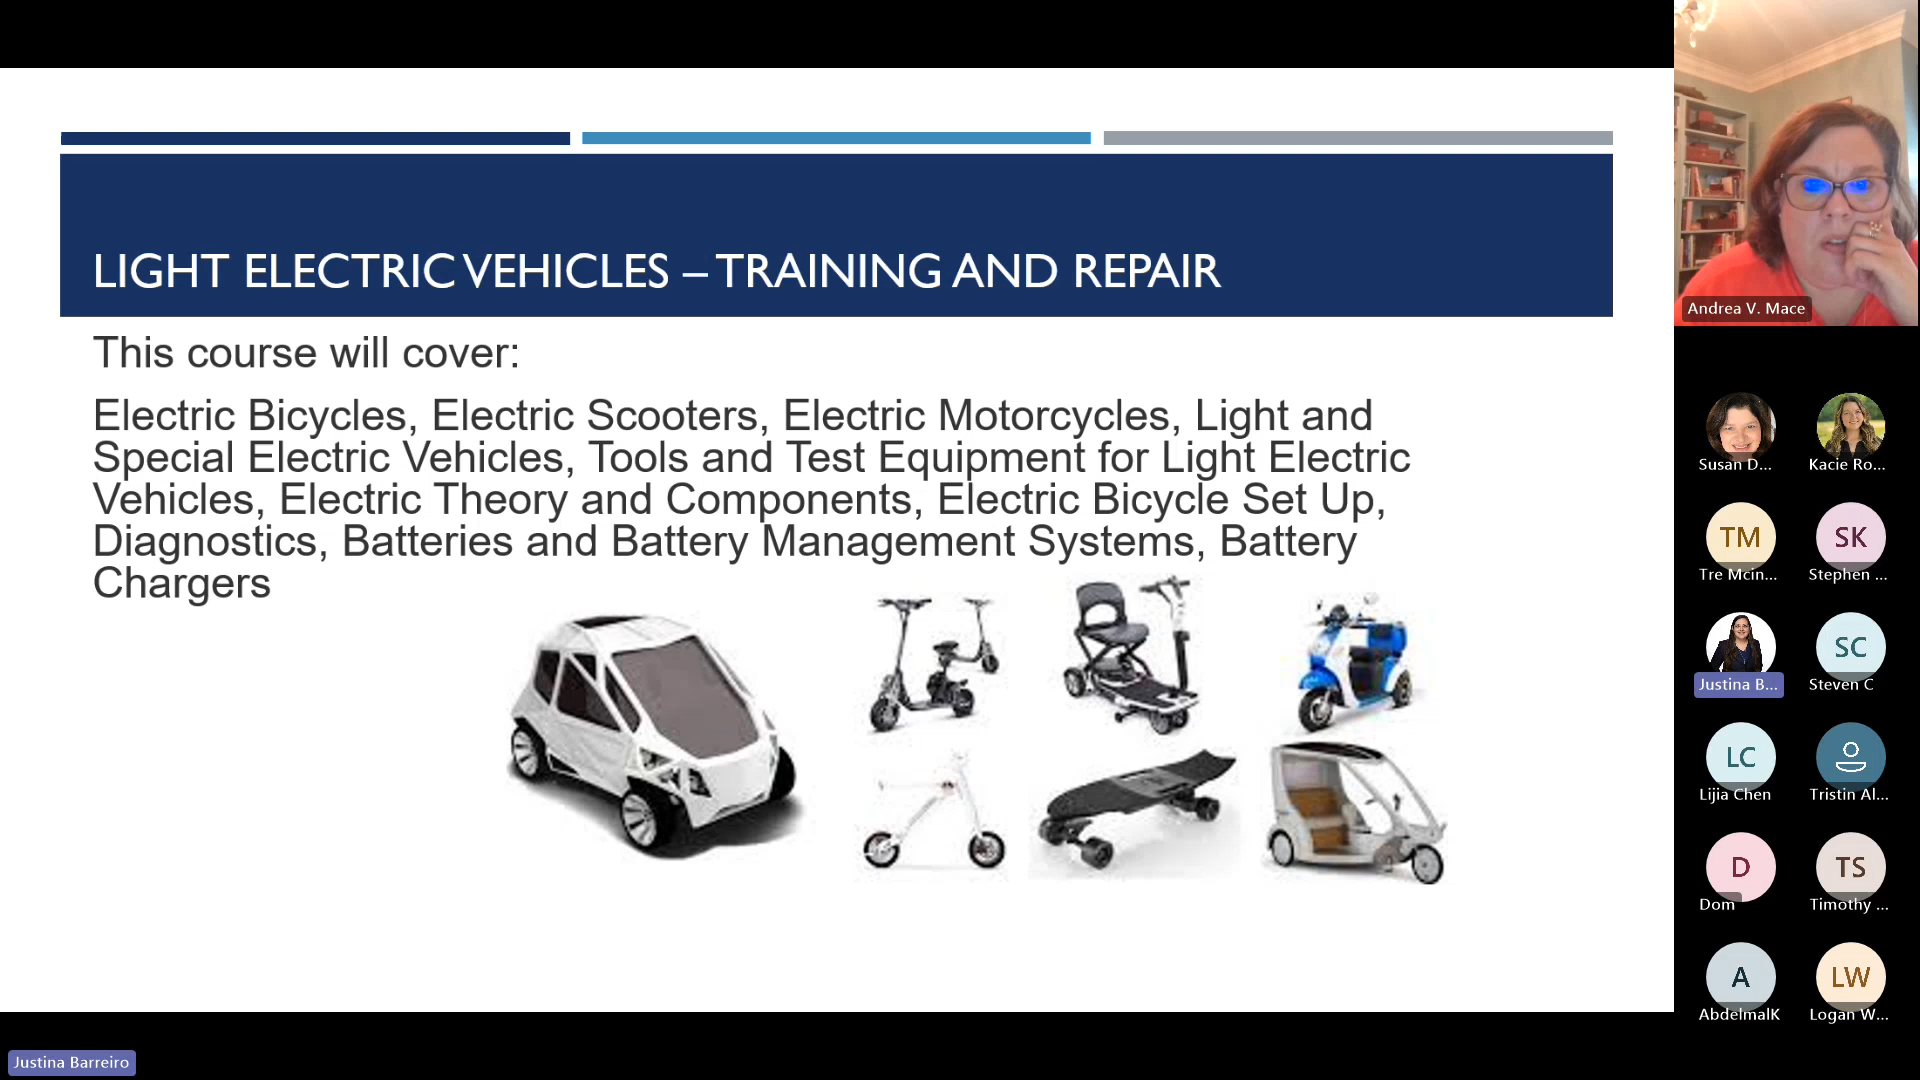 LIGHT ELECTRIC VEHICLES – TRAINING AND REPAIR
This course will cover:
Electric Bicycles, Electric Scooters, Electric Motorcycles, Light and
Special Electric Vehicles, Tools and Test Equipment for Light Electric
Vehicles, Electric Theory and Components, Electric Bicycle Set Up,
Diagnostics, Batteries and Battery Management Systems, Battery
Chargers
Andrea V. Mace
Susan D...
Kacie Ro...
TM
SK
Tre Mcin...
Stephen ...
SC
Justina B...
Steven C
LC
Lijia Chen
Tristin Al...
D
TS
Dom
Timothy ...
A
LW
AbdelmalK
Logan W...
Justina Barreiro